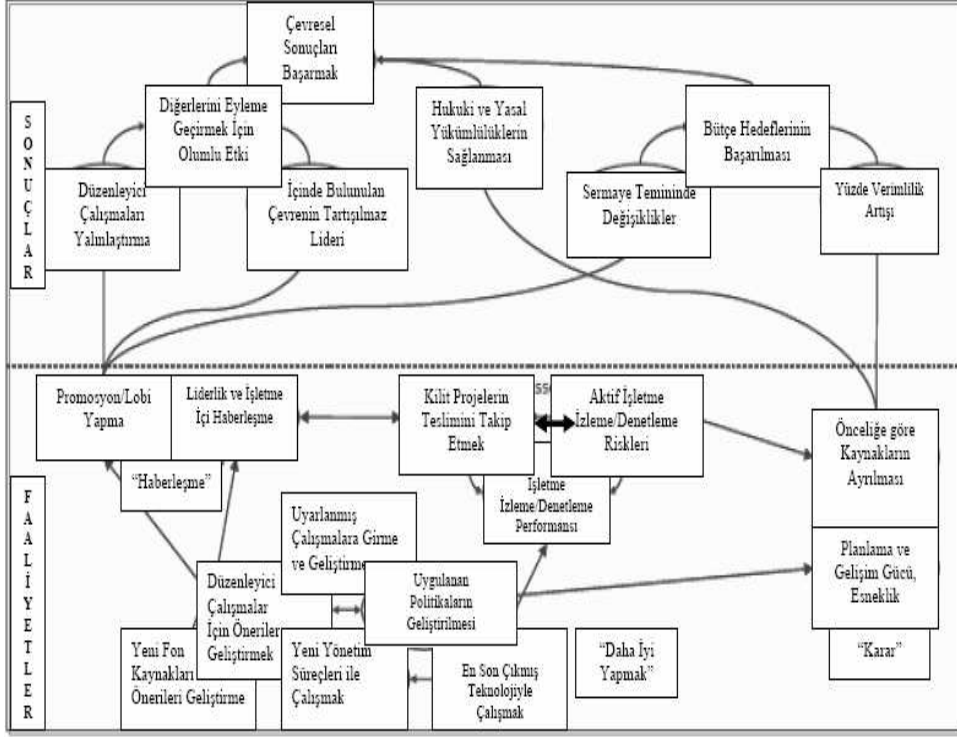 SONUÇLAR
Çevresel
Sonuçları
Başarmak
Diğerlerini Eyleme
Geçirmek İçin
Olumlu Etki
Hukuki ve Yasal
Yükümlülüklerin
Sağlanması
Bütçe Hedeflerinin
Başarılması
Düzenleyici
Çalışmaları
Yalınlaştırma
İçinde Bulunulan
Çevrenin Tartışılmaz
Lideri
Sermaye Temininde
Değişiklikler
Yüzde Verimlilik
Artışı
FAALİYETLER
Promosyon/Lobi
Yapma
Liderlik ve İşletme
İçi Haberleşme
Kilit Projelerin
Teslimini Takip
Etmek
Aktif İşletme
İzleme/Denetleme
Riskleri
Önceliğe göre
Kaynakların
Ayrılması
“Haberleşme”
İşletme
İzleme/Denetleme
Performansı
Uyarlanmış
Çalışmalara Girme
ve Geliştirme
Düzenleyici
Çalışmalar
İçin Öneriler
Geliştirmek
Uygulanan
Politikaların
Geliştirilmesi
Planlama ve
Gelişim Gücü,
Esneklik
Yeni Fon
Kaynakları
Önerileri Geliştirme
Yeni Yönetim
Süreçleri ile
Çalışmak
En Son Çıkmış
Teknolojiyle
Çalışmak
“Daha İyi
Yapmak”
“Karar”